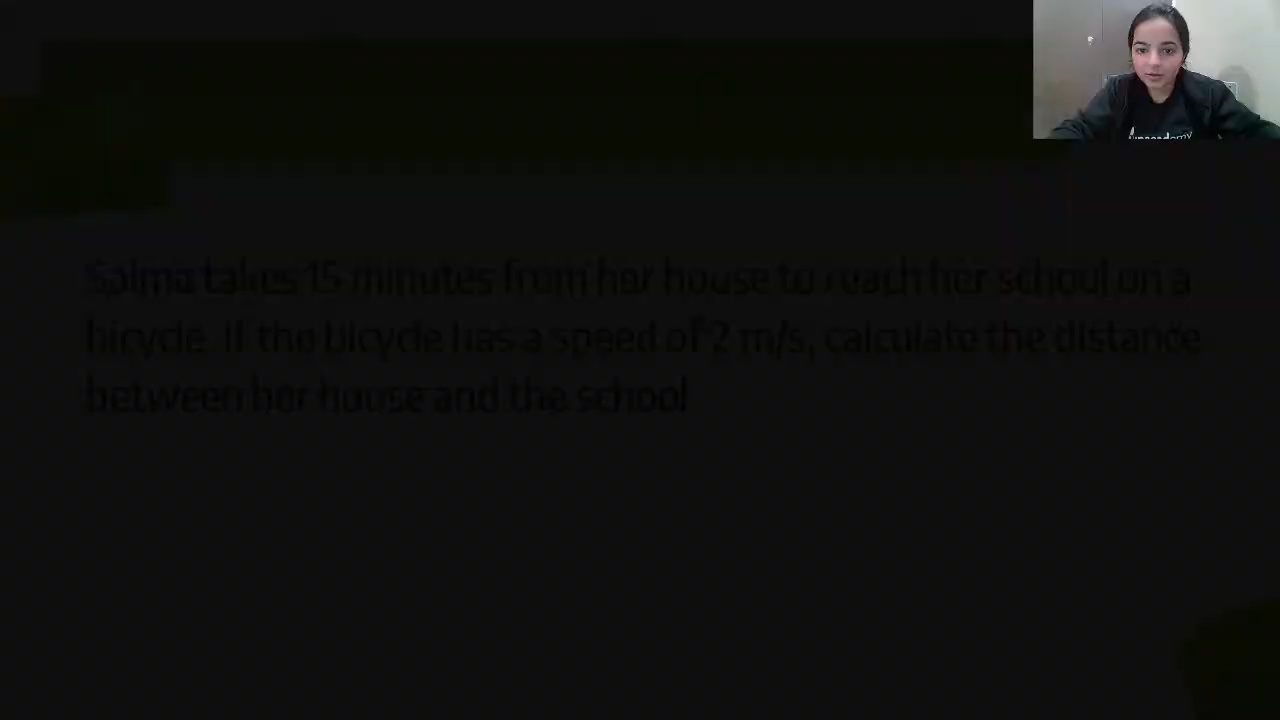 Salma takes 15 minutes from her house to reach her school on a
bicycle. If the bicycle has a speed of 2 m/s, calculate the distance
between her house and the school